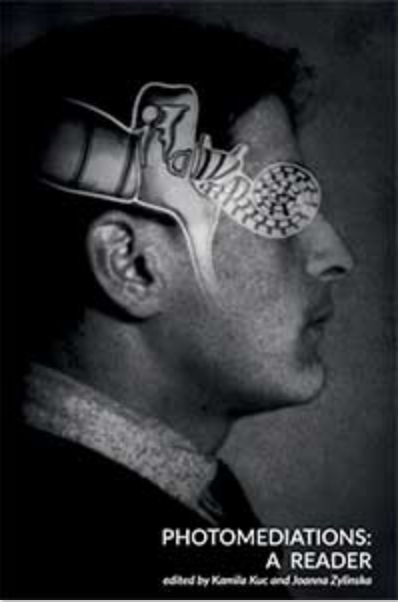 PHOTOMEDIATIONS:
A READER
edited by Kamila Kuc and Joanna Zylinska